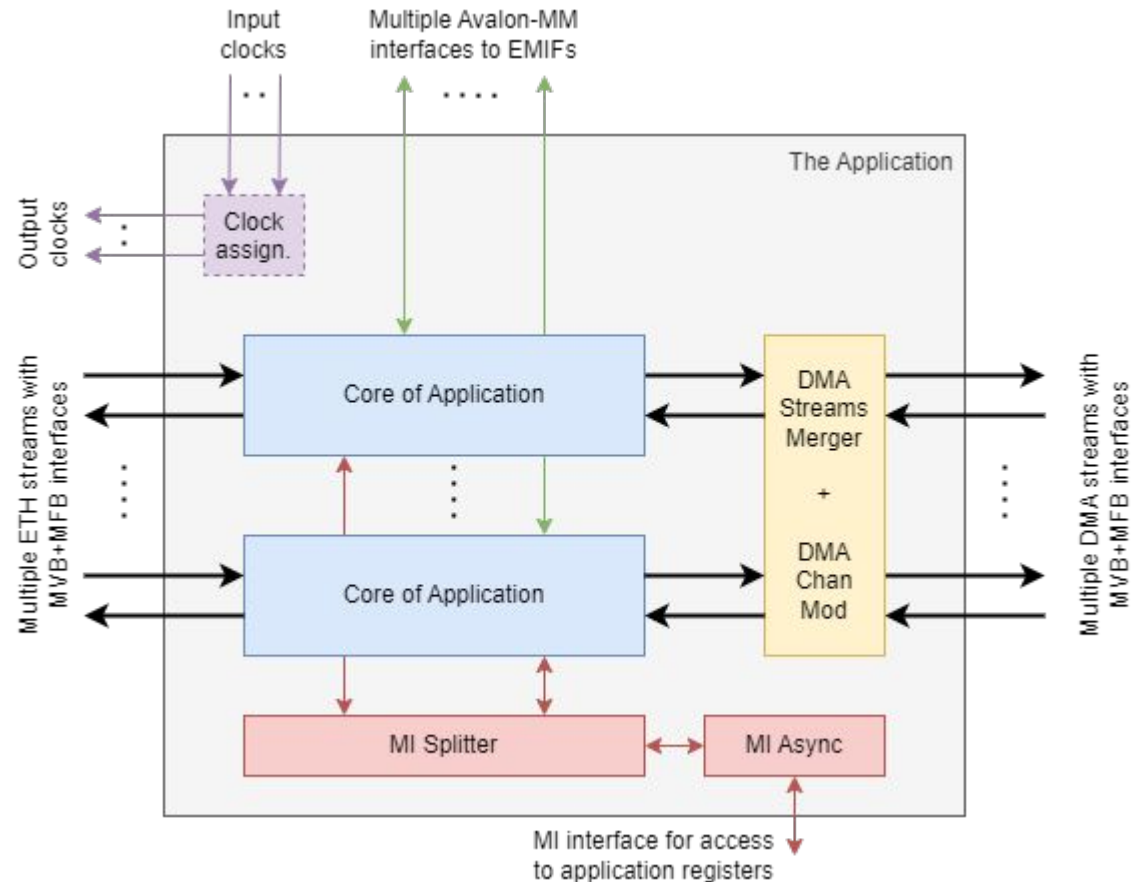 Input
clocks
Multiple Avalon-MM
interfaces to EMIFs
The Application
Output
clocks
Clock
assign.
Multiple ETH streams with
MVB+MFB interfaces
Core of Application
DMA
Streams
Merger
+
DMA
Chan
Mod
Core of Application
Multiple DMA streams with
MVB+MFB interfaces
MI Splitter
MI Async
MI interface for access
to application registers